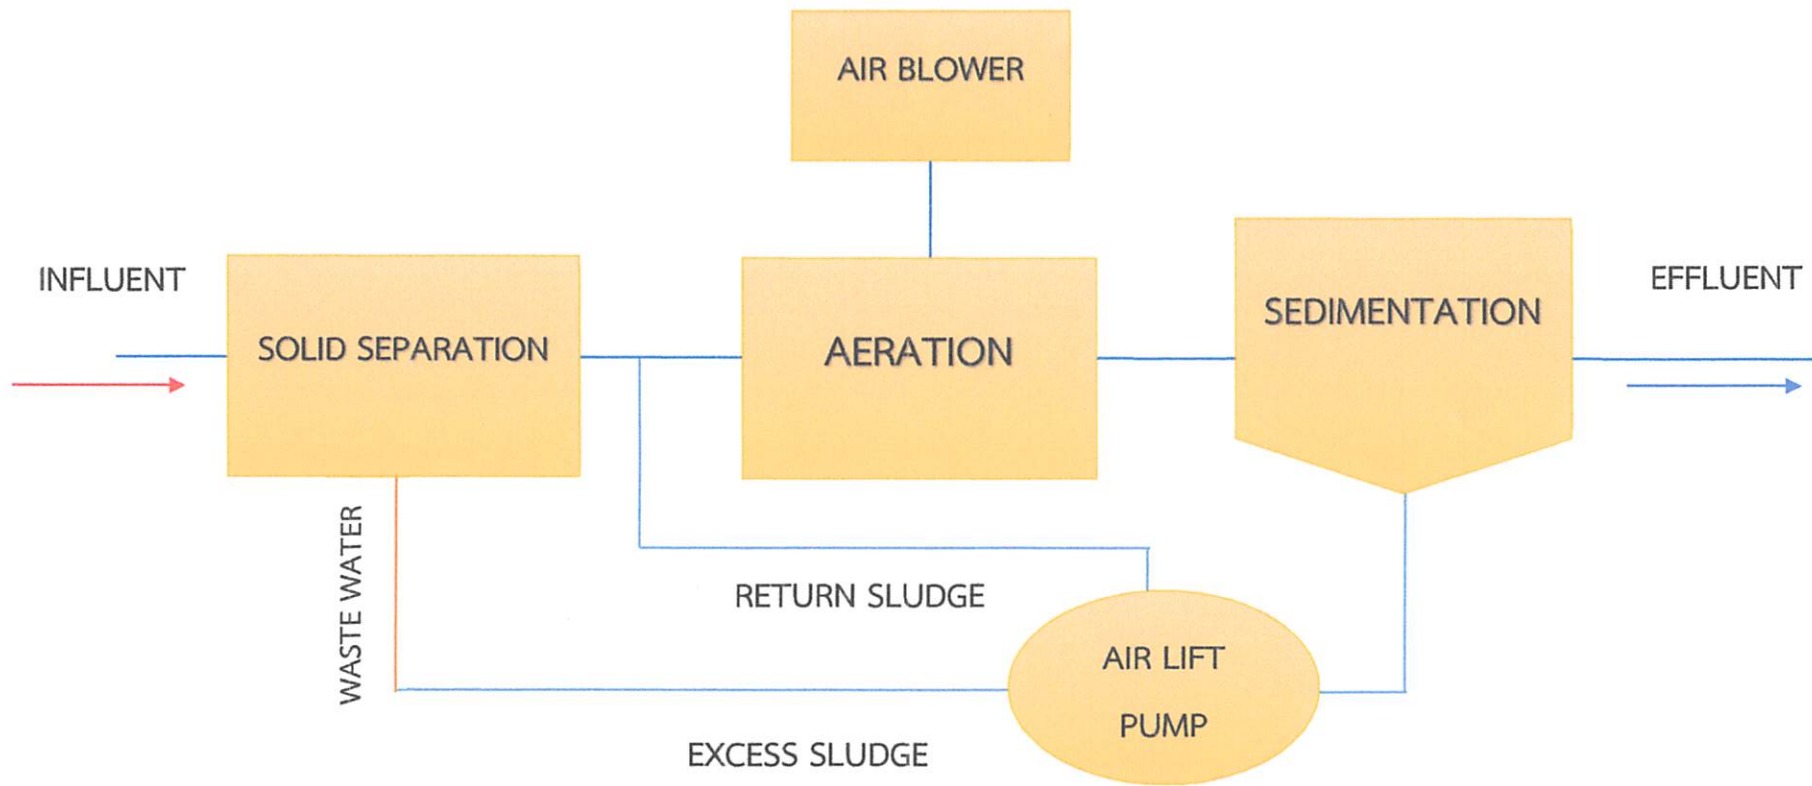 AIR BLOWER
INFLUENT
SOLID SEPARATION
AERATION
SEDIMENTATION
EFFLUENT
WASTE WATER
RETURN SLUDGE
AIR LIFT
PUMP
EXCESS SLUDGE